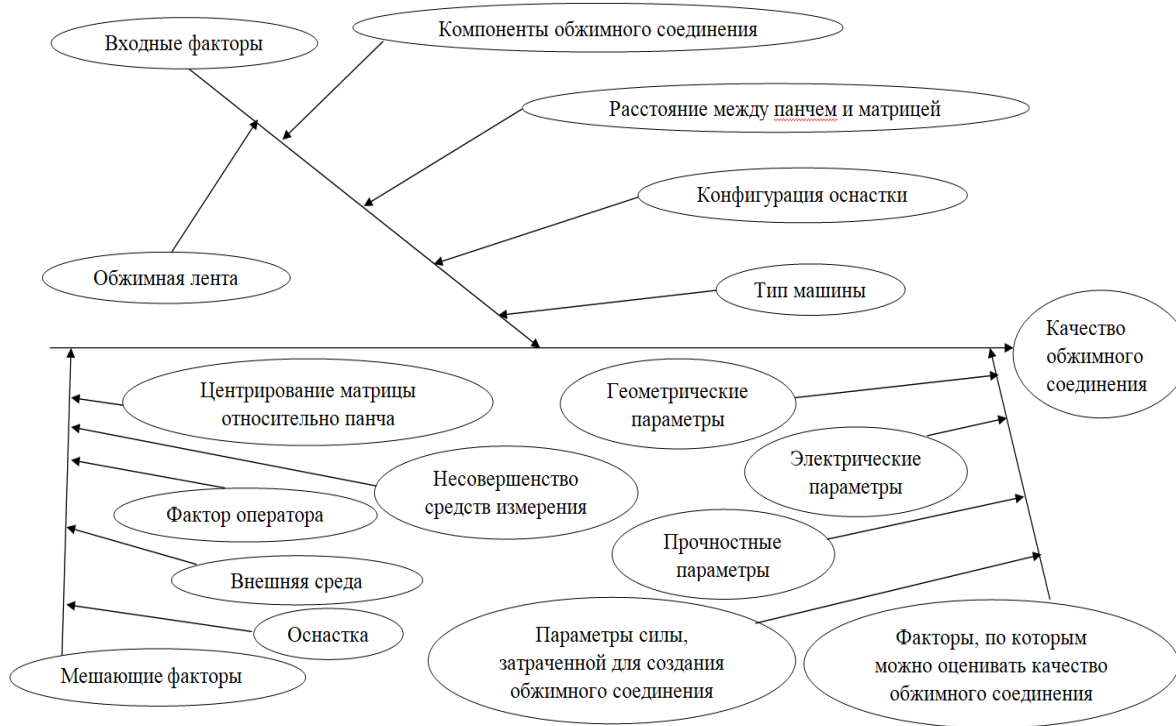 Входные факторы
Компоненты обжимного соединения
Расстояние между панчем и матрицей
Конфигурация оснастки
Обжимная лента
Тип машины
Качество
обжимного
соединения
Центрирование матрицы
относительно панча
Геометрические
параметры
Несовершенство
средств измерения
Электрические
параметры
Фактор оператора
Прочностные
параметры
Внешняя среда
Оснастка
Мешающие факторы
Параметры силы,
затраченной для создания
обжимного соединения
Факторы, по которым
можно оценивать качество
обжимного соединения